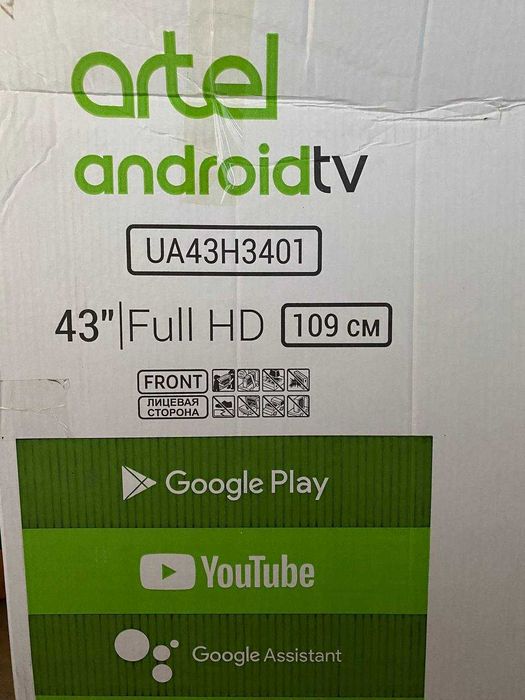 artel
androidtv
UA43H3401
43"|Full HD 109 см
FRONT
ЛИЦЕВАЯ
СТОРОНА
Google Play
YouTube
Google Assistant